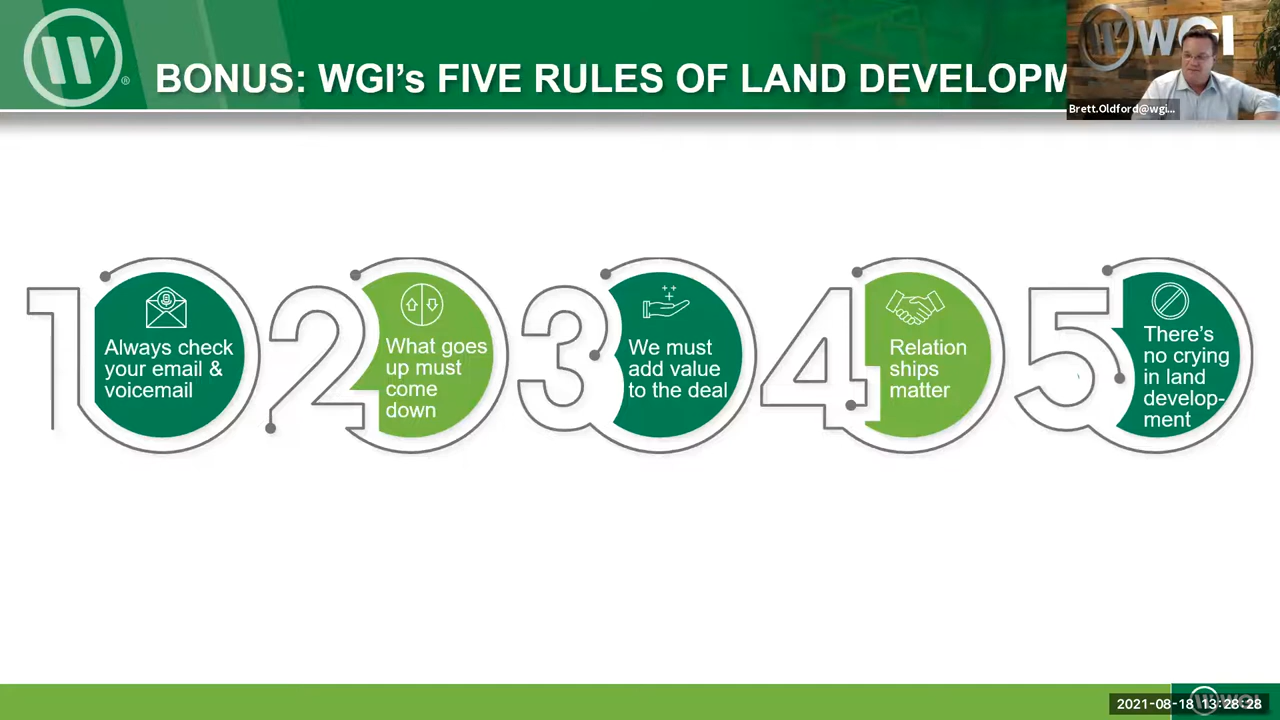 BONUS: WGI's FIVE RULES OF LAND DEVELOPM
WGI
Brett.Oldford@wgi...
®
1
Always check
your email &
voicemail
2
What goes
up must
come
down
3
We must
add value
to the deal
4
Relation
ships
matter
5
There's
no crying
in land
develop-
ment
WGI
2021-08-18 13:28:28